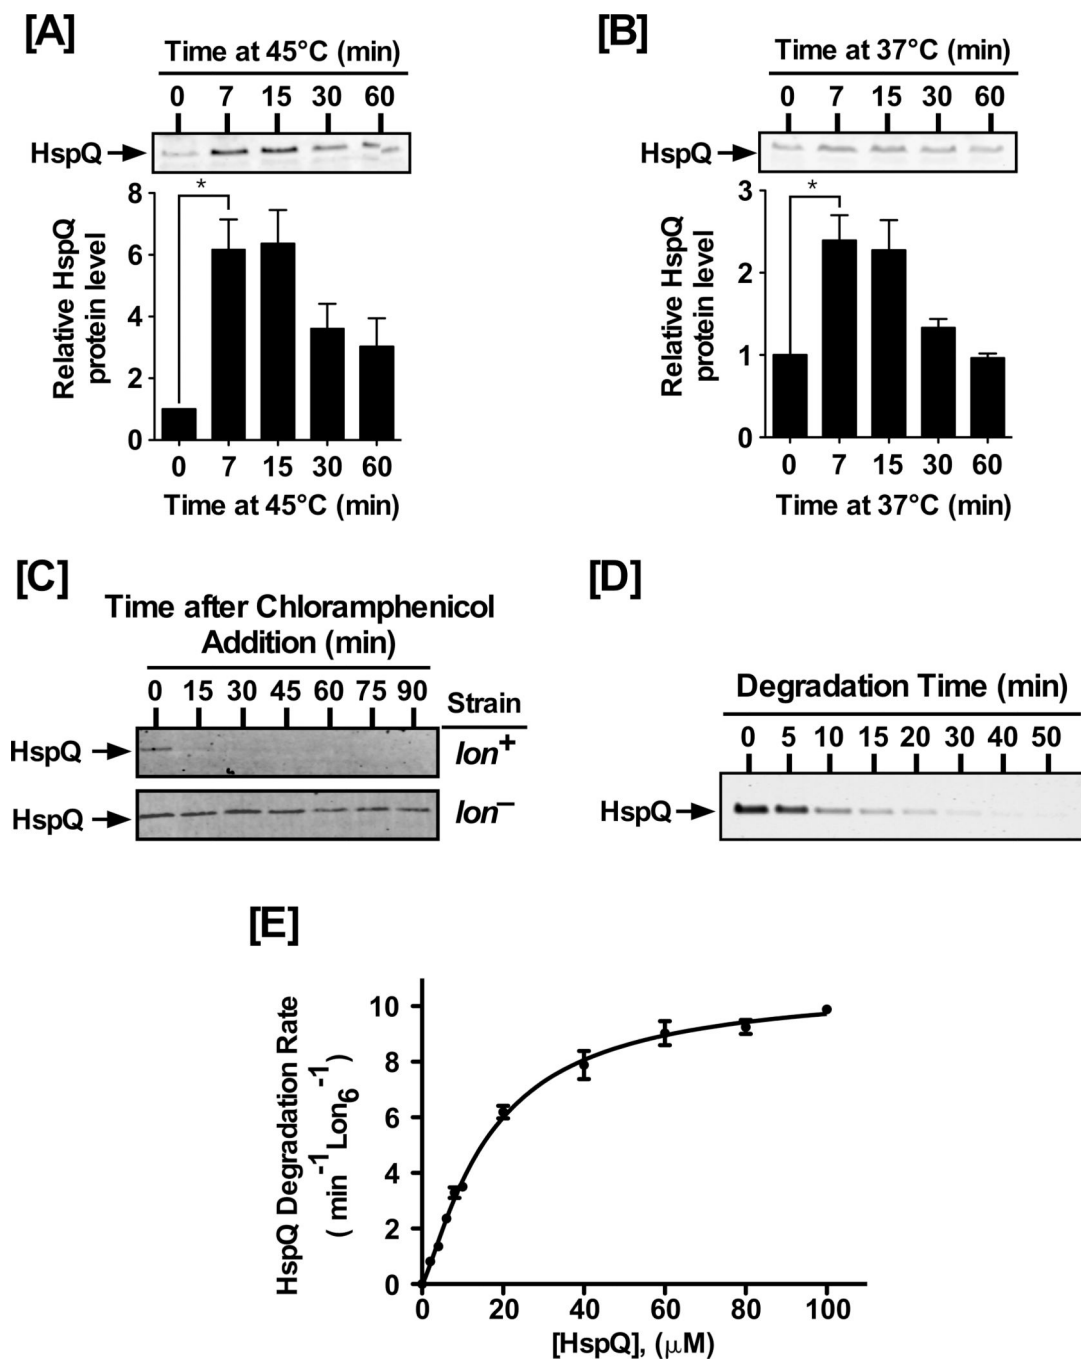 [A]
Time at 45°C (min)
0 7 15 30 60
HspQ
*
Relative HspQ
protein level
8
6
4
2
0
0 7 15 30 60
Time at 45°C (min)
[B]
Time at 37°C (min)
0 7 15 30 60
HspQ
*
Relative HspQ
protein level
3
2
1
0
0 7 15 30 60
Time at 37°C (min)
[C]
Time after Chloramphenicol
Addition (min)
0 15 30 45 60 75 90
Strain
HspQ
lon+
HspQ
lon–
[D]
Degradation Time (min)
0 5 10 15 20 30 40 50
HspQ
[E]
HspQ Degradation Rate
( min-1Lon6-1)
10
8
6
4
2
0
0 20 40 60 80 100
[HspQ], (μM)